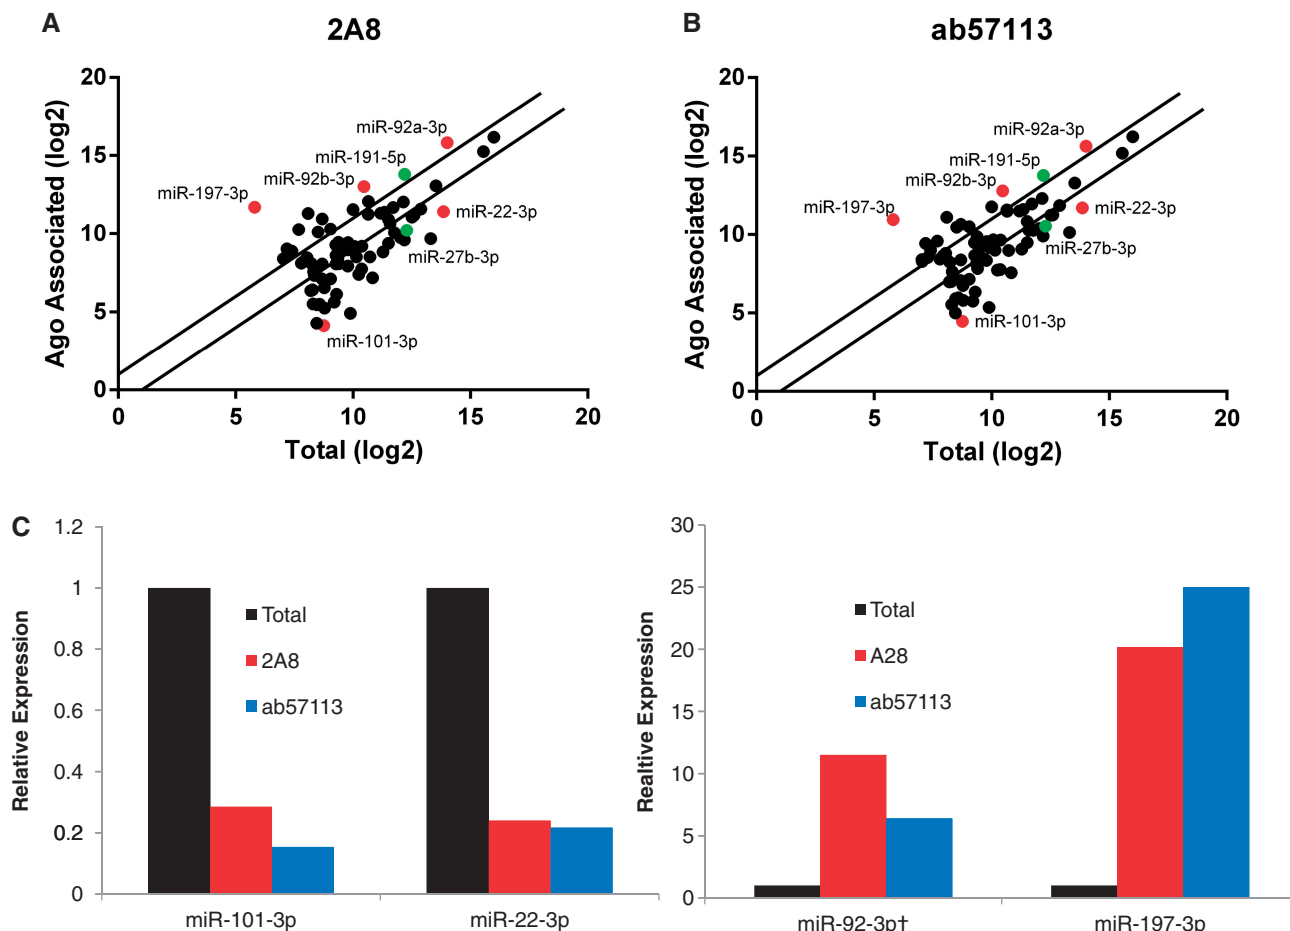 A
2A8
20
15
10
5
0
Ago Associated (log2)
miR-92a-3p
miR-191-5p
miR-92b-3p
miR-197-3p
miR-22-3p
miR-27b-3p
miR-101-3p
0 5 10 15 20
Total (log2)
B
ab57113
20
15
10
5
0
Ago Associated (log2)
miR-92a-3p
miR-191-5p
miR-92b-3p
miR-197-3p
miR-22-3p
miR-27b-3p
miR-101-3p
0 5 10 15 20
Total (log2)
C
1.2
1
0.8
0.6
0.4
0.2
0
Relative Expression
Total
2A8
ab57113
miR-101-3p miR-22-3p
30
25
20
15
10
5
0
Realtive Expression
Total
A28
ab57113
miR-92-3p† miR-197-3p